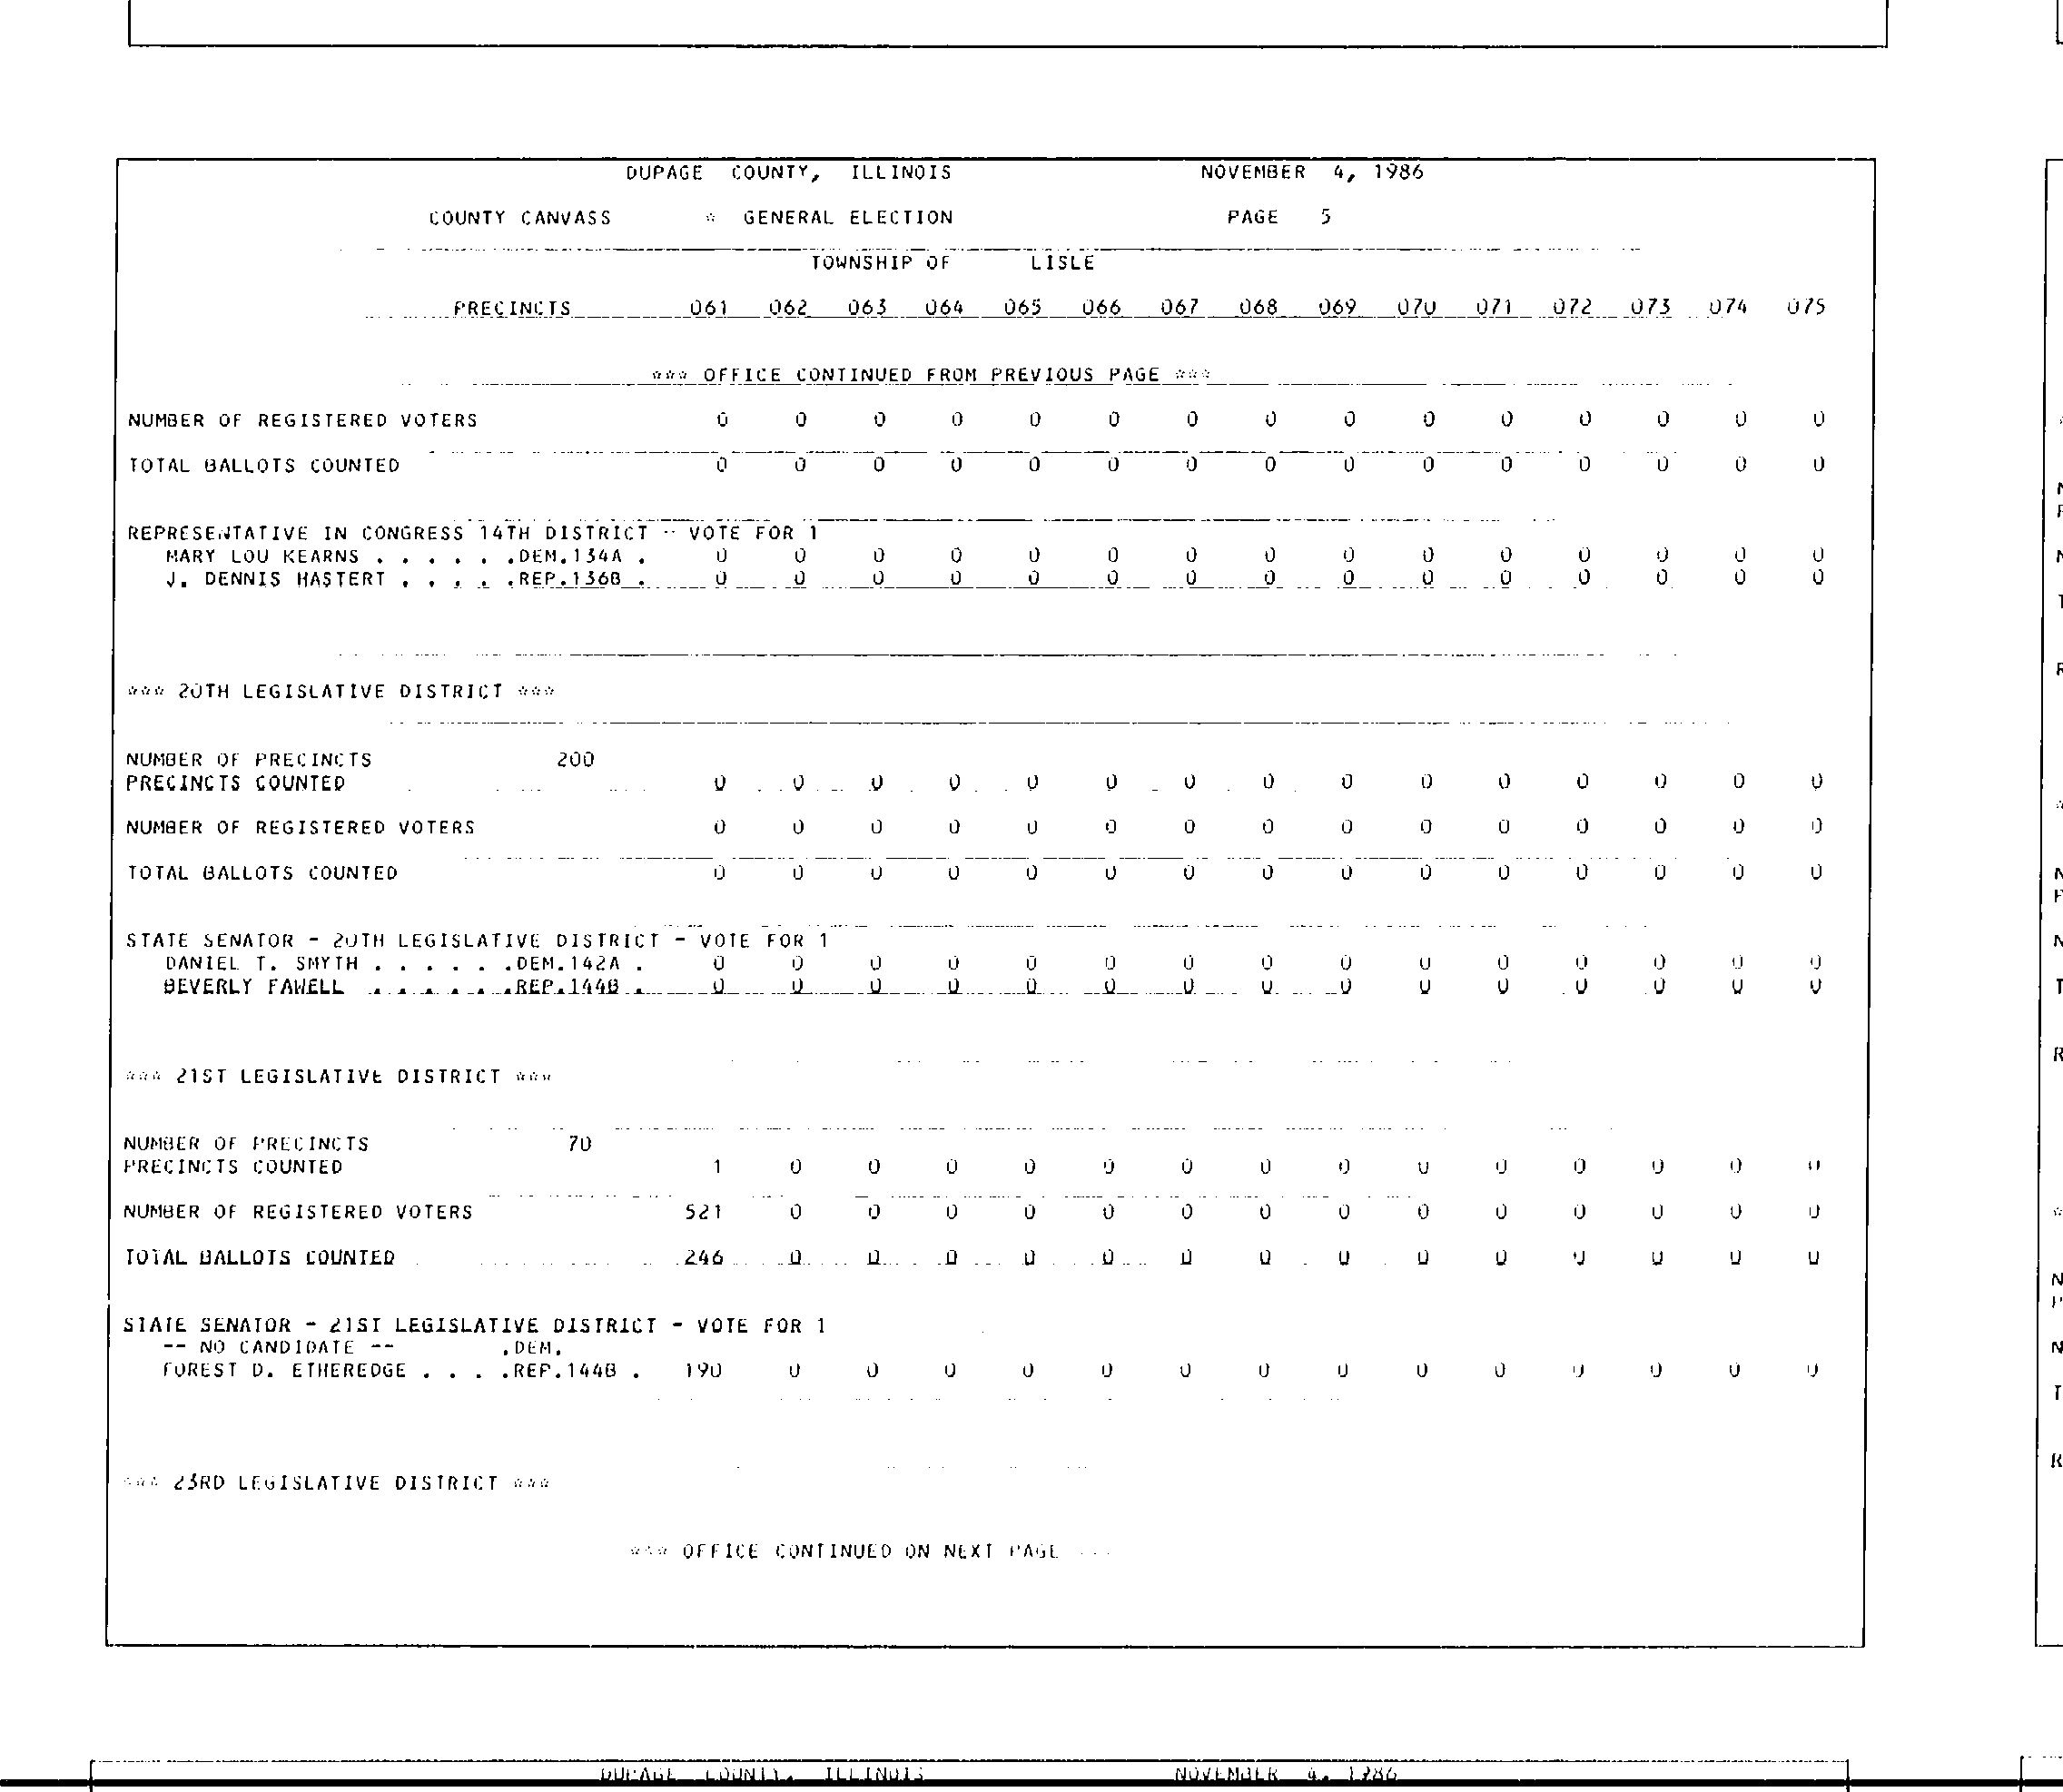 DUPAGE COUNTY, ILLINOIS NOVEMBER 4, 1986
COUNTY CANVASS * GENERAL ELECTION PAGE 5
TOWNSHIP OF LISLE
PRECINCTS 061 062 063 064 065 066 067 068 069 070 071 072 073 074 075
*** OFFICE CONTINUED FROM PREVIOUS PAGE ***
NUMBER OF REGISTERED VOTERS 0 0 0 0 0 0 0 0 0 0 0 0 0 0 0
TOTAL BALLOTS COUNTED 0 0 0 0 0 0 0 0 0 0 0 0 0 0 0
REPRESENTATIVE IN CONGRESS 14TH DISTRICT - VOTE FOR 1
MARY LOU KEARNS . . . . . .DEM.134A . 0 0 0 0 0 0 0 0 0 0 0 0 0 0 0
J. DENNIS HASTERT . . . . .REP.136B . 0 0 0 0 0 0 0 0 0 0 0 0 0 0 0
*** 20TH LEGISLATIVE DISTRICT ***
NUMBER OF PRECINCTS 200
PRECINCTS COUNTED 0 0 0 0 0 0 0 0 0 0 0 0 0 0 0
NUMBER OF REGISTERED VOTERS 0 0 0 0 0 0 0 0 0 0 0 0 0 0 0
TOTAL BALLOTS COUNTED 0 0 0 0 0 0 0 0 0 0 0 0 0 0 0
STATE SENATOR - 20TH LEGISLATIVE DISTRICT - VOTE FOR 1
DANIEL T. SMYTH . . . . . .DEM.142A . 0 0 0 0 0 0 0 0 0 0 0 0 0 0 0
BEVERLY FAWELL . . . . . . .REP.144B . 0 0 0 0 0 0 0 0 0 0 0 0 0 0 0
*** 21ST LEGISLATIVE DISTRICT ***
NUMBER OF PRECINCTS 70
PRECINCTS COUNTED 1 0 0 0 0 0 0 0 0 0 0 0 0 0 0
NUMBER OF REGISTERED VOTERS 521 0 0 0 0 0 0 0 0 0 0 0 0 0 0
TOTAL BALLOTS COUNTED 246 0 0 0 0 0 0 0 0 0 0 0 0 0 0
STATE SENATOR - 21ST LEGISLATIVE DISTRICT - VOTE FOR 1
-- NO CANDIDATE -- .DEM.
FOREST D. ETHEREDGE . . . .REP.144B . 190 0 0 0 0 0 0 0 0 0 0 0 0 0 0
*** 23RD LEGISLATIVE DISTRICT ***
*** OFFICE CONTINUED ON NEXT PAGE ---
DUPAGE COUNTY, ILLINOIS NOVEMBER 4, 1986